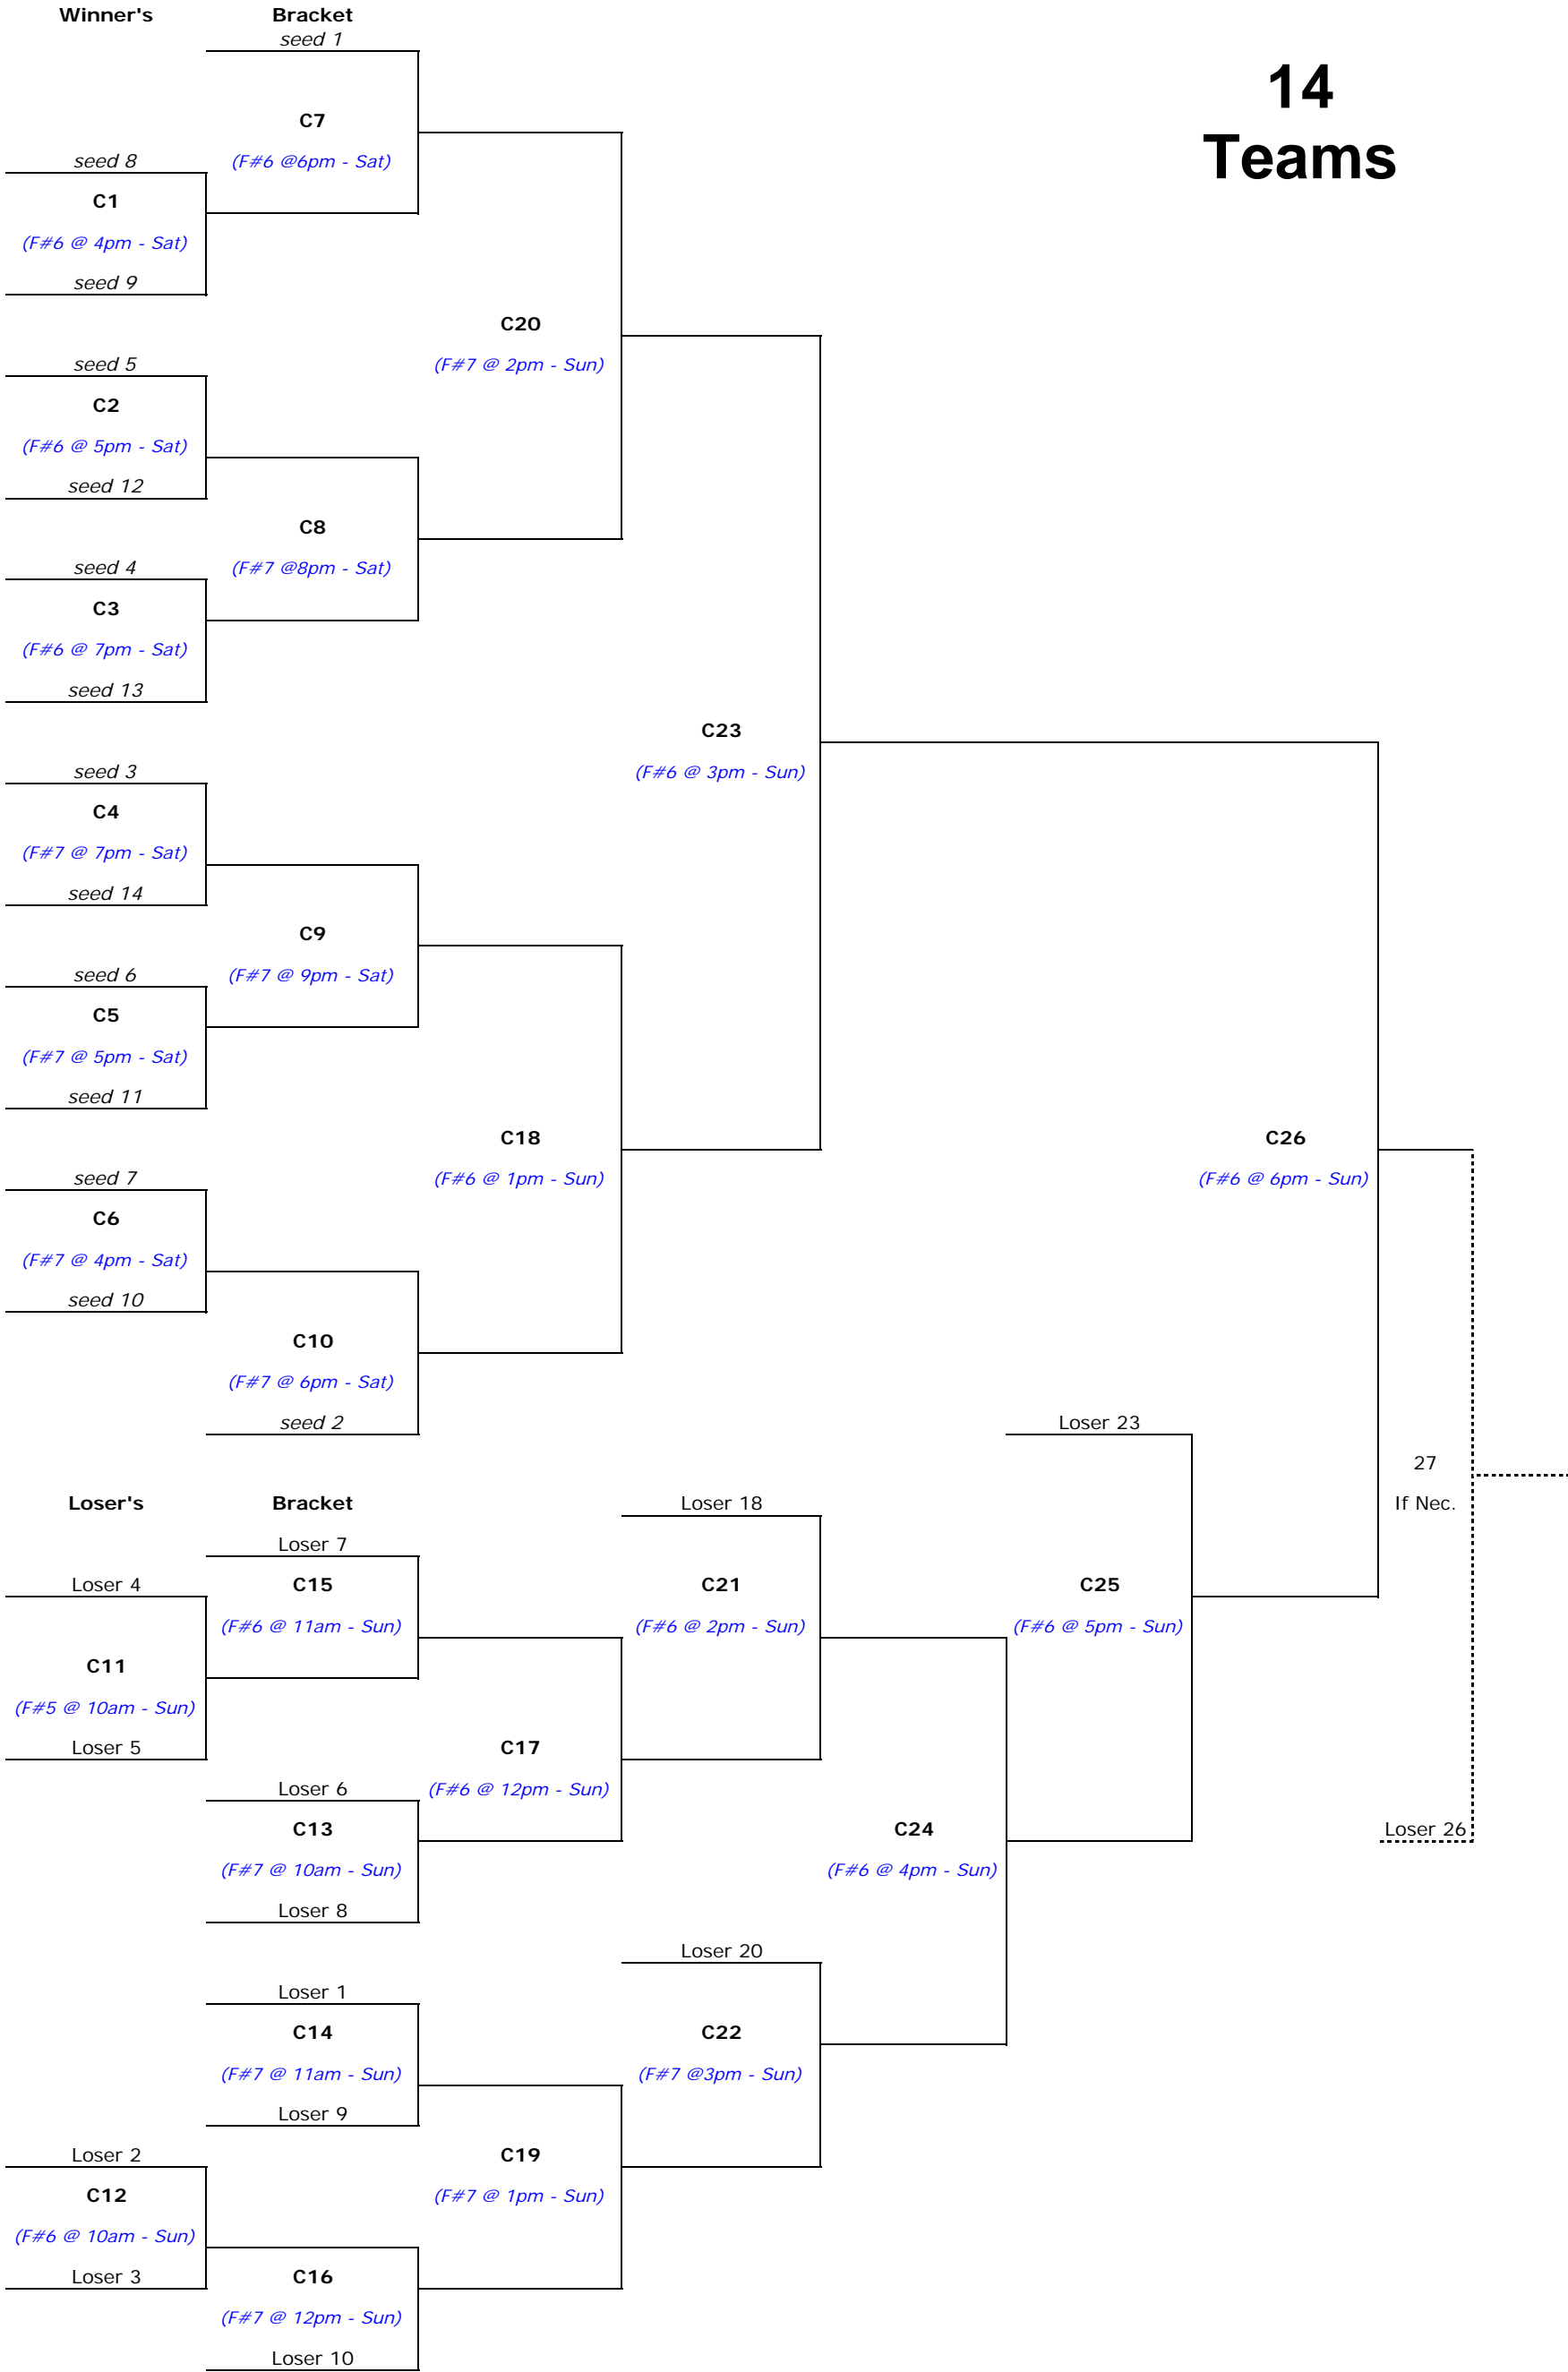 Winner's Bracket
seed 1
14
Teams
C7
(F#6 @6pm - Sat)
seed 8
C1
(F#6 @ 4pm - Sat)
seed 9
C20
(F#7 @ 2pm - Sun)
seed 5
C2
(F#6 @ 5pm - Sat)
seed 12
C8
(F#7 @8pm - Sat)
seed 4
C3
(F#6 @ 7pm - Sat)
seed 13
C23
(F#6 @ 3pm - Sun)
seed 3
C4
(F#7 @ 7pm - Sat)
seed 14
C9
(F#7 @ 9pm - Sat)
seed 6
C5
(F#7 @ 5pm - Sat)
seed 11
C18
(F#6 @ 1pm - Sun)
C26
(F#6 @ 6pm - Sun)
seed 7
C6
(F#7 @ 4pm - Sat)
seed 10
C10
(F#7 @ 6pm - Sat)
seed 2
Loser 23
27
If Nec.
Loser's Bracket
Loser 18
Loser 7
Loser 4
C15
(F#6 @ 11am - Sun)
C21
(F#6 @ 2pm - Sun)
C25
(F#6 @ 5pm - Sun)
C11
(F#5 @ 10am - Sun)
Loser 5
C17
(F#6 @ 12pm - Sun)
Loser 6
C13
(F#7 @ 10am - Sun)
Loser 8
C24
(F#6 @ 4pm - Sun)
Loser 26
Loser 20
Loser 1
C14
(F#7 @ 11am - Sun)
Loser 9
C22
(F#7 @3pm - Sun)
Loser 2
C12
(F#6 @ 10am - Sun)
Loser 3
C19
(F#7 @ 1pm - Sun)
C16
(F#7 @ 12pm - Sun)
Loser 10